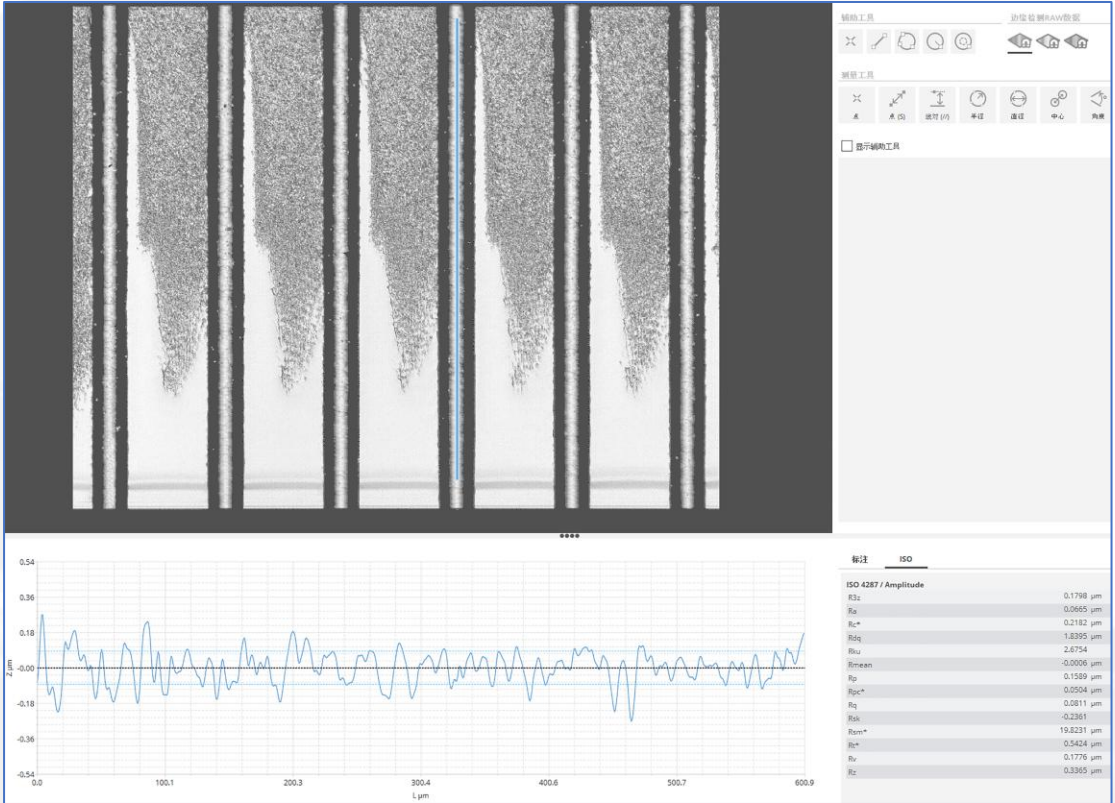 辅助工具 边缘检测RAW数据
测量工具
点 点 (S) 成对 (//) 半径 直径 中心 角度
显示辅助工具
标注 ISO
ISO 4287 / Amplitude
R3z 0.1798 µm
Ra 0.0665 µm
Rc* 0.2182 µm
Rdq 1.8395 µm
Rku 2.6754
Rmean -0.0006 µm
Rp 0.1589 µm
Rpc* 0.0504 µm
Rq 0.0811 µm
Rsk -0.2361
Rsm* 19.8231 µm
Rt* 0.5424 µm
Rv 0.1776 µm
Rz 0.3365 µm
0.54
0.36
0.18
-0.00
-0.18
-0.36
-0.54
Z µm
0.0 100.1 200.3 300.4 400.6 500.7 600.9
L µm